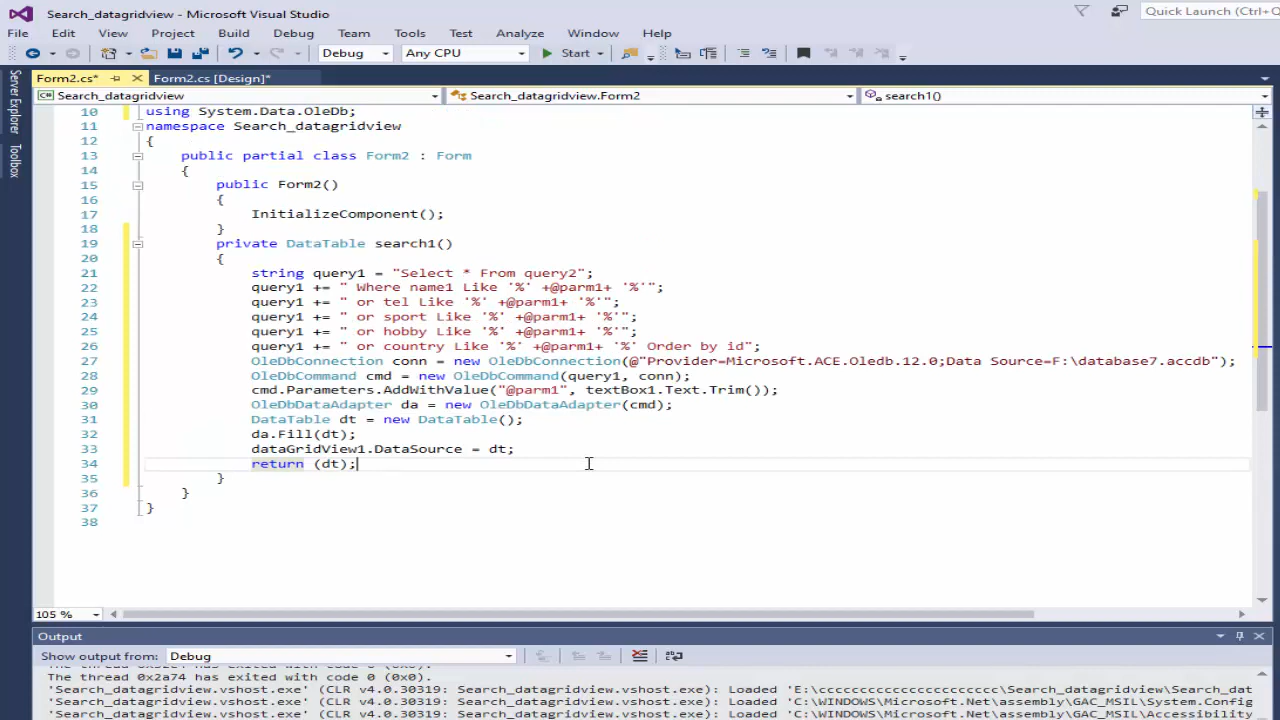 Search_datagridview - Microsoft Visual Studio
Quick Launch (Ctrl+Q
File Edit View Project Build Debug Team Tools Test Analyze Window Help
Debug Any CPU Start
Form2.cs* Form2.cs [Design]*
Server Explorer
Toolbox
Search_datagridview Search_datagridview.Form2 search1()
10 using System.Data.OleDb;
11 namespace Search_datagridview
12 {
13 public partial class Form2 : Form
14 {
15 public Form2()
16 {
17 InitializeComponent();
18 }
19 private DataTable search1()
20 {
21 string query1 = "Select * From query2";
22 query1 += " Where name1 Like '%' +@parm1+ '%'";
23 query1 += " or tel Like '%' +@parm1+ '%'";
24 query1 += " or sport Like '%' +@parm1+ '%'";
25 query1 += " or hobby Like '%' +@parm1+ '%'";
26 query1 += " or country Like '%' +@parm1+ '%' Order by id";
27 OleDbConnection conn = new OleDbConnection(@"Provider=Microsoft.ACE.Oledb.12.0;Data Source=F:\database7.accdb");
28 OleDbCommand cmd = new OleDbCommand(query1, conn);
29 cmd.Parameters.AddWithValue("@parm1", textBox1.Text.Trim());
30 OleDbDataAdapter da = new OleDbDataAdapter(cmd);
31 DataTable dt = new DataTable();
32 da.Fill(dt);
33 dataGridView1.DataSource = dt;
34 return (dt);
35 }
36 }
37 }
38
105 %
Output
Show output from: Debug
has exited with code 0 (0x0).
The thread 0x2a74 has exited with code 0 (0x0).
'Search_datagridview.vshost.exe' (CLR v4.0.30319: Search_datagridview.vshost.exe): Loaded 'E:\cccccccccccccccccccccc\Search_datagridview\Search_dat
'Search_datagridview.vshost.exe' (CLR v4.0.30319: Search_datagridview.vshost.exe): Loaded 'C:\WINDOWS\Microsoft.Net\assembly\GAC_MSIL\System.Config
'Search_datagridview.vshost.exe' (CLR v4.0.30319: Search_datagridview.vshost.exe): Loaded 'C:\WINDOWS\Microsoft.Net\assembly\GAC_MSIL\Accessibility